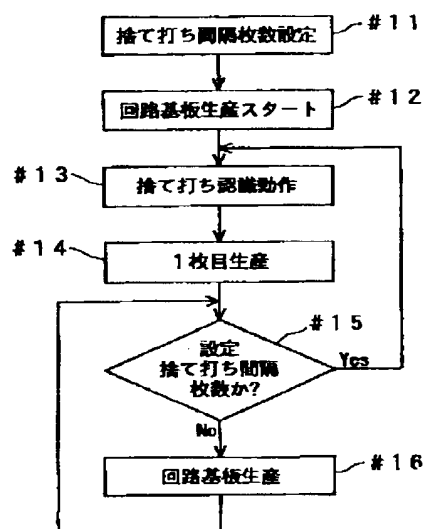 捨て打ち間隔枚数設定
#11
回路基板生産スタート
#12
#13
捨て打ち認識動作
#14
1枚目生産
#15
設定
捨て打ち間隔
枚数か?
Yes
No
回路基板生産
#16